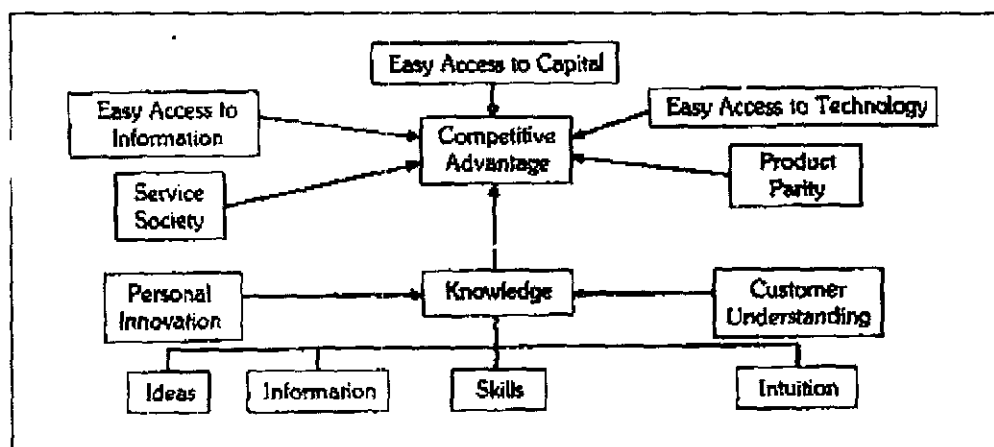 Easy Access to Capital
Easy Access to
Information
Easy Access to Technology
Competitive
Advantage
Product
Parity
Service
Society
Personal
Innovation
Knowledge
Customer
Understanding
Ideas
Information
Skills
Intuition